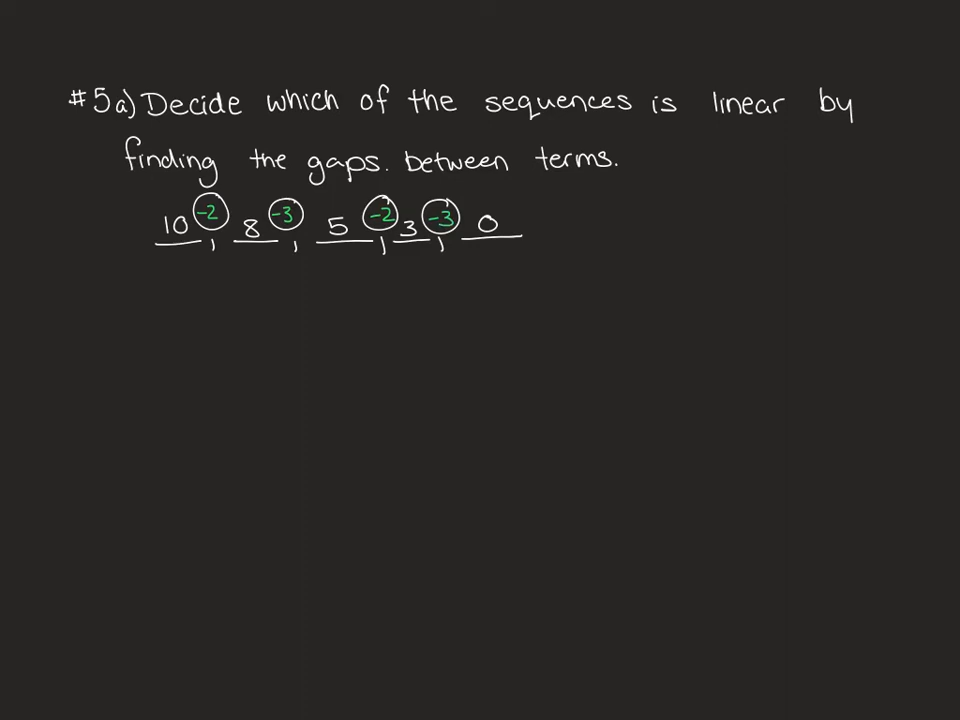 #5a) Decide which of the sequences is linear by
finding the gaps. between terms.
10 -2, 8 -3, 5 -2, 3 -3, 0